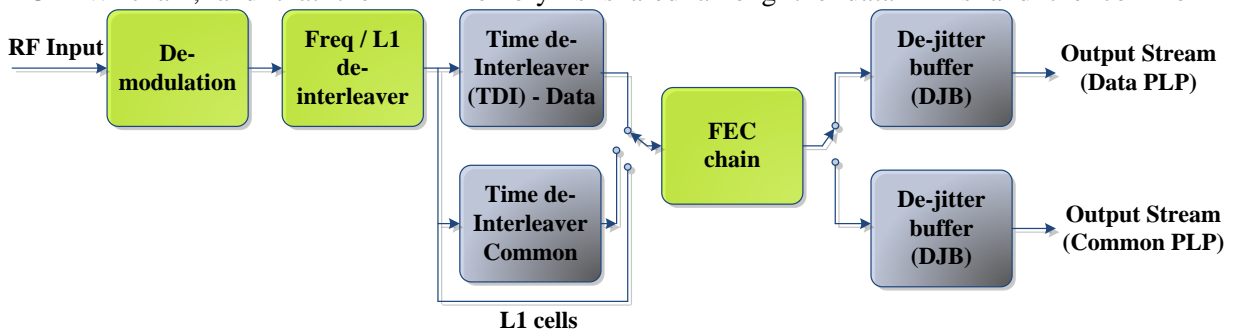 RF Input
De-
modulation
Freq / L1
de-
interleaver
Time de-
Interleaver
(TDI) - Data
Time de-
Interleaver
Common
L1 cells
FEC
chain
De-jitter
buffer
(DJB)
Output Stream
(Data PLP)
De-jitter
buffer
(DJB)
Output Stream
(Common PLP)